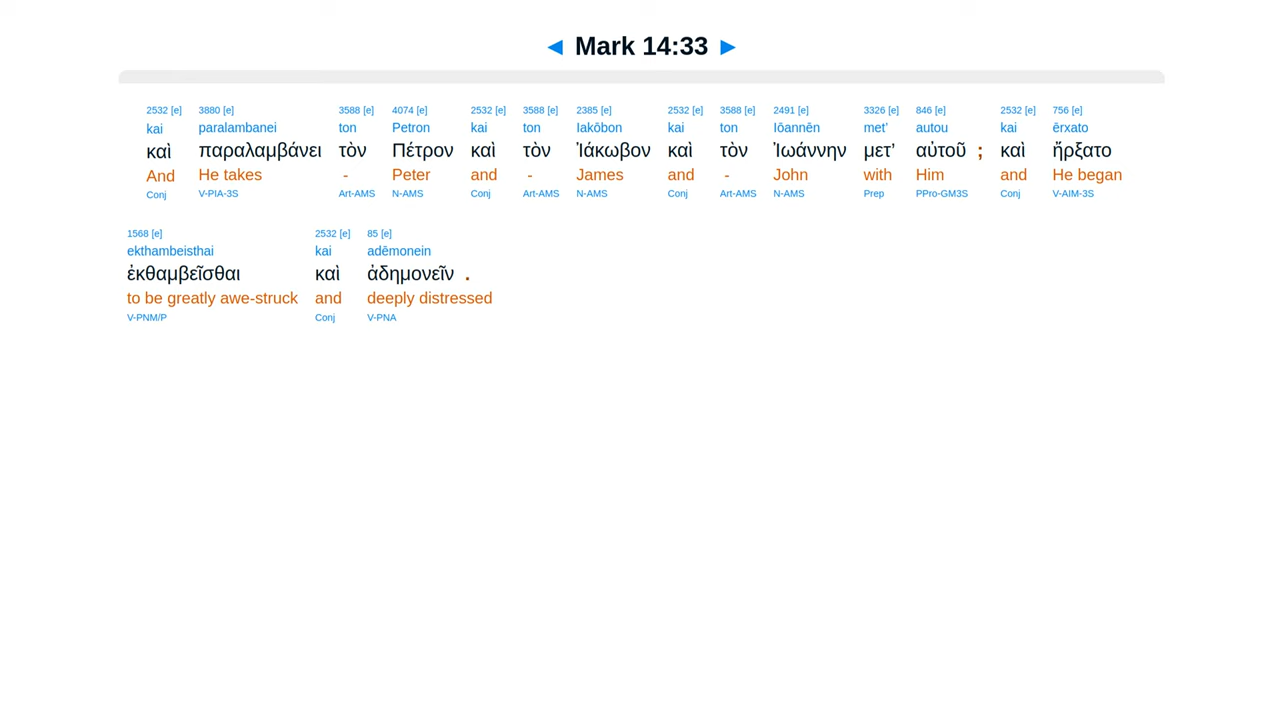 ◄ Mark 14:33 ►
2532 [e] 3880 [e] 3588 [e] 4074 [e] 2532 [e] 3588 [e] 2385 [e] 2532 [e] 3588 [e] 2491 [e] 3326 [e] 846 [e] 2532 [e] 756 [e]
kai paralambanei ton Petron kai ton Iakōbon kai ton Iōannēn met’ autou kai ērxato
καὶ παραλαμβάνει τὸν Πέτρον καὶ τὸν Ἰάκωβον καὶ τὸν Ἰωάννην μετ’ αὐτοῦ ; καὶ ἤρξατο
And He takes - Peter and - James and - John with Him and He began
Conj V-PIA-3S Art-AMS N-AMS Conj Art-AMS N-AMS Conj Art-AMS N-AMS Prep PPro-GM3S Conj V-AIM-3S
1568 [e] 2532 [e] 85 [e]
ekthambeisthai kai adēmonein
ἐκθαμβεῖσθαι καὶ ἀδημονεῖν .
to be greatly awe-struck and deeply distressed
V-PNM/P Conj V-PNA